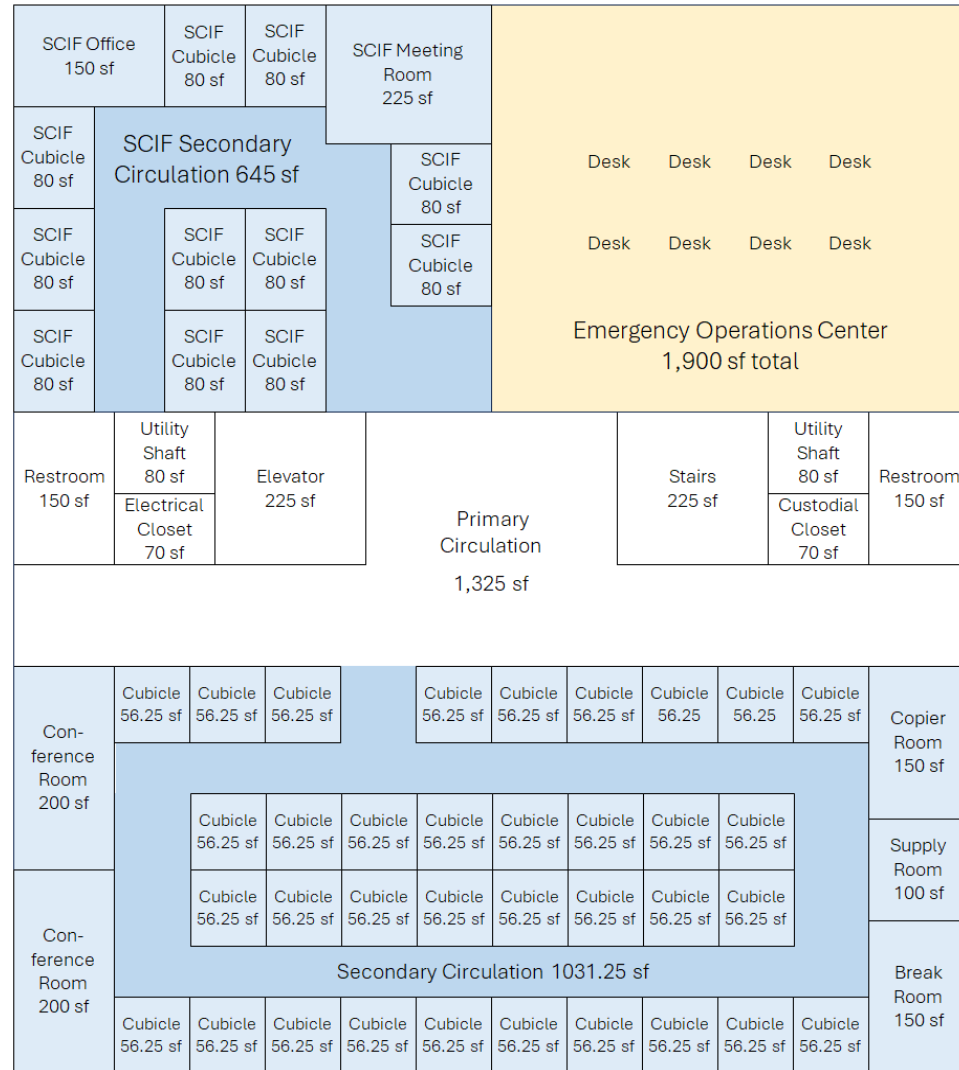 SCIF Office
150 sf
SCIF
Cubicle
80 sf
SCIF
Cubicle
80 sf
SCIF Meeting
Room
225 sf
SCIF
Cubicle
80 sf
SCIF Secondary
Circulation 645 sf
SCIF
Cubicle
80 sf
Desk Desk Desk Desk
SCIF
Cubicle
80 sf
SCIF
Cubicle
80 sf
SCIF
Cubicle
80 sf
SCIF
Cubicle
80 sf
Desk Desk Desk Desk
SCIF
Cubicle
80 sf
SCIF
Cubicle
80 sf
SCIF
Cubicle
80 sf
Emergency Operations Center
1,900 sf total
Restroom
150 sf
Utility
Shaft
80 sf
Electrical
Closet
70 sf
Elevator
225 sf
Primary
Circulation
1,325 sf
Stairs
225 sf
Utility
Shaft
80 sf
Custodial
Closet
70 sf
Restroom
150 sf
Con-
ference
Room
200 sf
Cubicle Cubicle Cubicle Cubicle Cubicle Cubicle Cubicle Cubicle Cubicle
56.25 sf 56.25 sf 56.25 sf 56.25 sf 56.25 sf 56.25 sf 56.25 56.25 56.25 sf
Copier
Room
150 sf
Cubicle Cubicle Cubicle Cubicle Cubicle Cubicle Cubicle Cubicle
56.25 sf 56.25 sf 56.25 sf 56.25 sf 56.25 sf 56.25 sf 56.25 sf 56.25 sf
Supply
Room
100 sf
Cubicle Cubicle Cubicle Cubicle Cubicle Cubicle Cubicle Cubicle
56.25 sf 56.25 sf 56.25 sf 56.25 sf 56.25 sf 56.25 sf 56.25 sf 56.25 sf
Con-
ference
Room
200 sf
Secondary Circulation 1031.25 sf
Break
Room
150 sf
Cubicle Cubicle Cubicle Cubicle Cubicle Cubicle Cubicle Cubicle Cubicle Cubicle
56.25 sf 56.25 sf 56.25 sf 56.25 sf 56.25 sf 56.25 sf 56.25 sf 56.25 sf 56.25 sf 56.25 sf